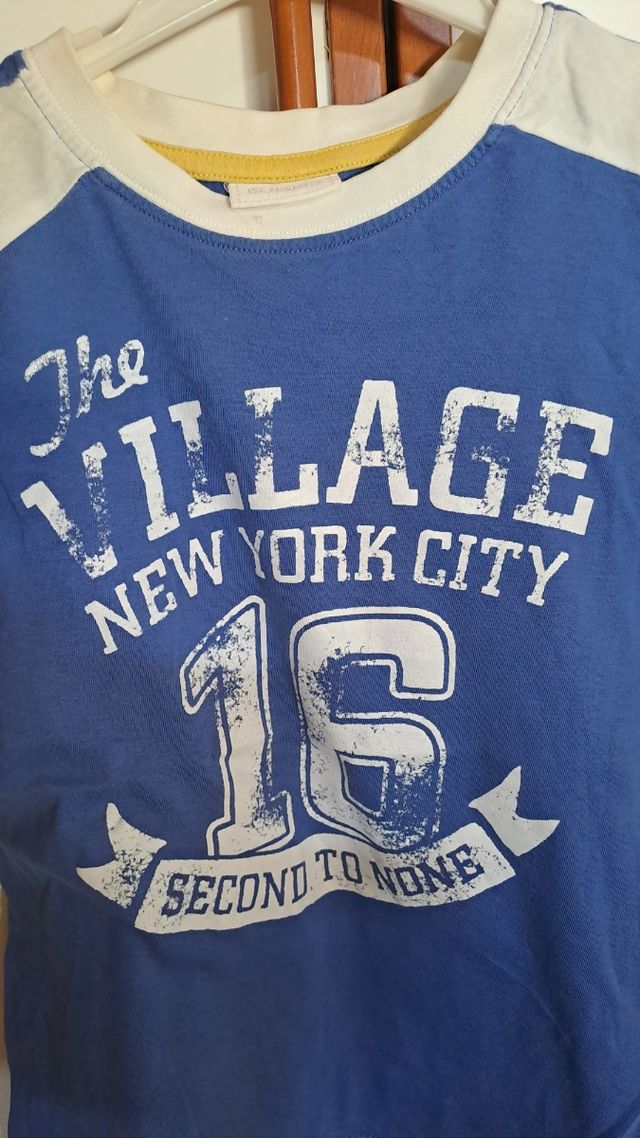 The
VILLAGE
NEW YORK CITY
16
SECOND TO NONE